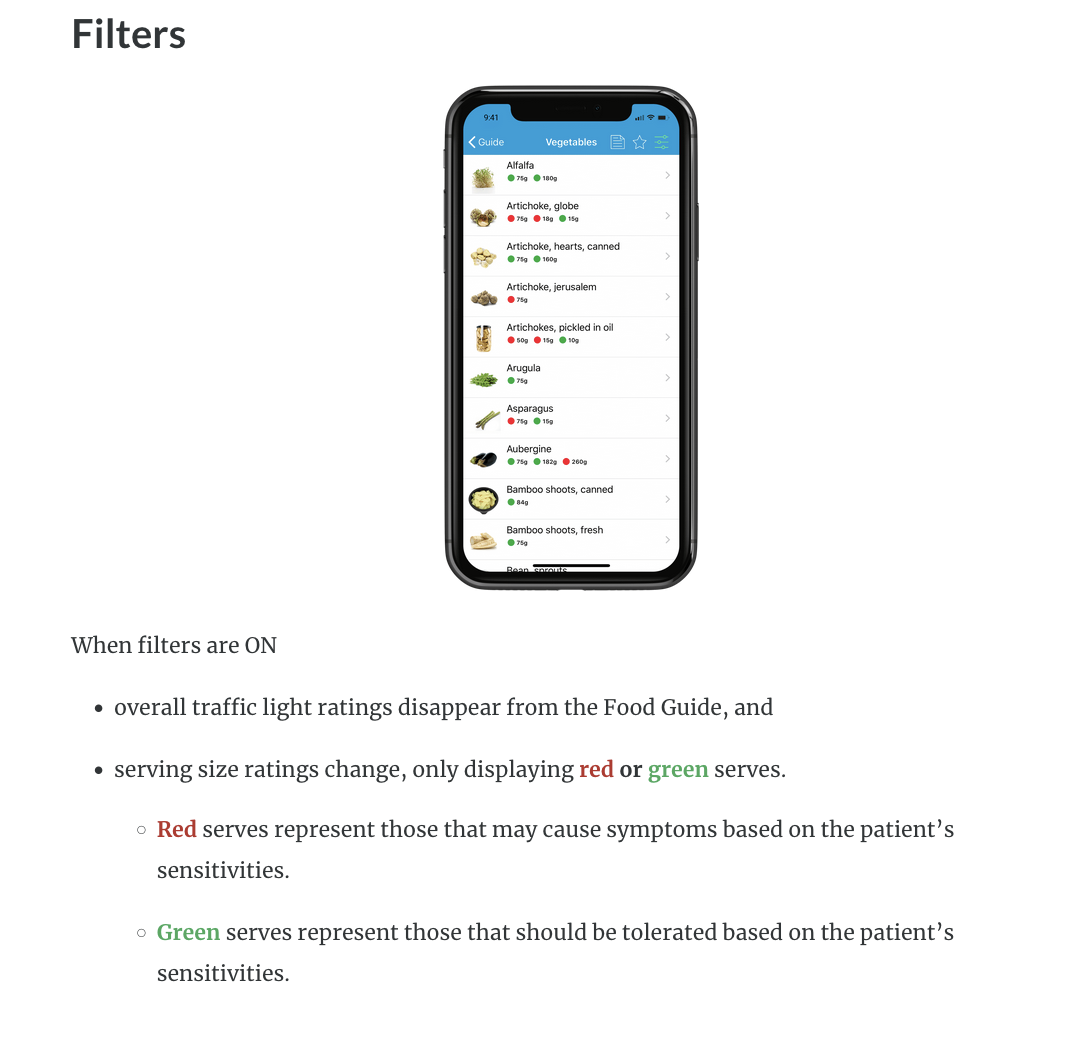 Filters
9:41
Guide Vegetables
Alfalfa
75g 180g
Artichoke, globe
75g 18g 15g
Artichoke, hearts, canned
75g 160g
Artichoke, jerusalem
75g
Artichokes, pickled in oil
50g 15g 10g
Arugula
75g
Asparagus
75g 15g
Aubergine
75g 182g 260g
Bamboo shoots, canned
84g
Bamboo shoots, fresh
75g
Bean sprouts
When filters are ON
• overall traffic light ratings disappear from the Food Guide, and
• serving size ratings change, only displaying red or green serves.
◦ Red serves represent those that may cause symptoms based on the patient’s
sensitivities.
◦ Green serves represent those that should be tolerated based on the patient’s
sensitivities.